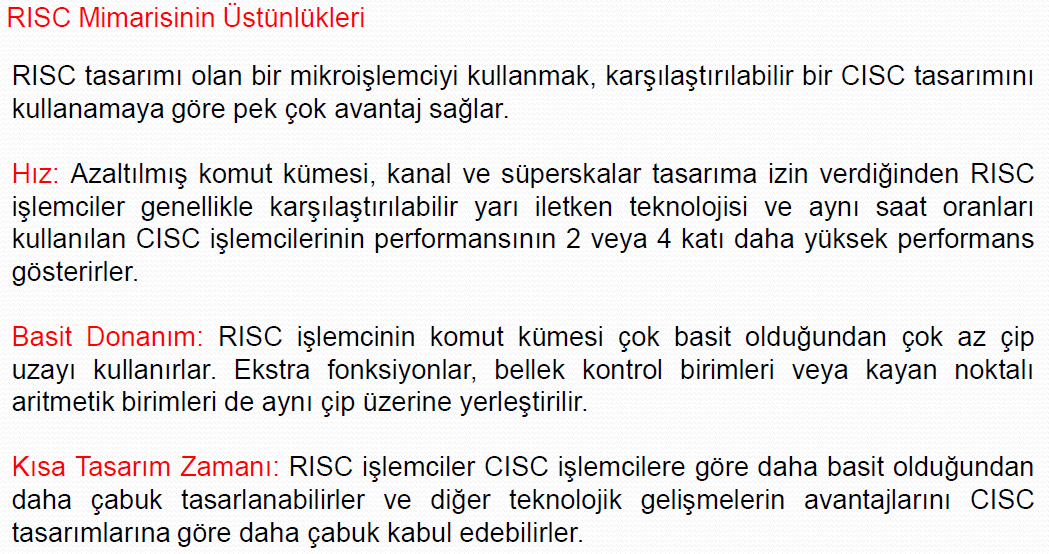 RISC Mimarisinin Üstünlükleri
RISC tasarımı olan bir mikroişlemciyi kullanmak, karşılaştırılabilir bir CISC tasarımını
kullanamaya göre pek çok avantaj sağlar.
Hız: Azaltılmış komut kümesi, kanal ve süperskalar tasarıma izin verdiğinden RISC
işlemciler genellikle karşılaştırılabilir yarı iletken teknolojisi ve aynı saat oranları
kullanılan CISC işlemcilerinin performansının 2 veya 4 katı daha yüksek performans
gösterirler.
Basit Donanım: RISC işlemcinin komut kümesi çok basit olduğundan çok az çip
uzayı kullanırlar. Ekstra fonksiyonlar, bellek kontrol birimleri veya kayan noktalı
aritmetik birimleri de aynı çip üzerine yerleştirilir.
Kısa Tasarım Zamanı: RISC işlemciler CISC işlemcilere göre daha basit olduğundan
daha çabuk tasarlanabilirler ve diğer teknolojik gelişmelerin avantajlarını CISC
tasarımlarına göre daha çabuk kabul edebilirler.